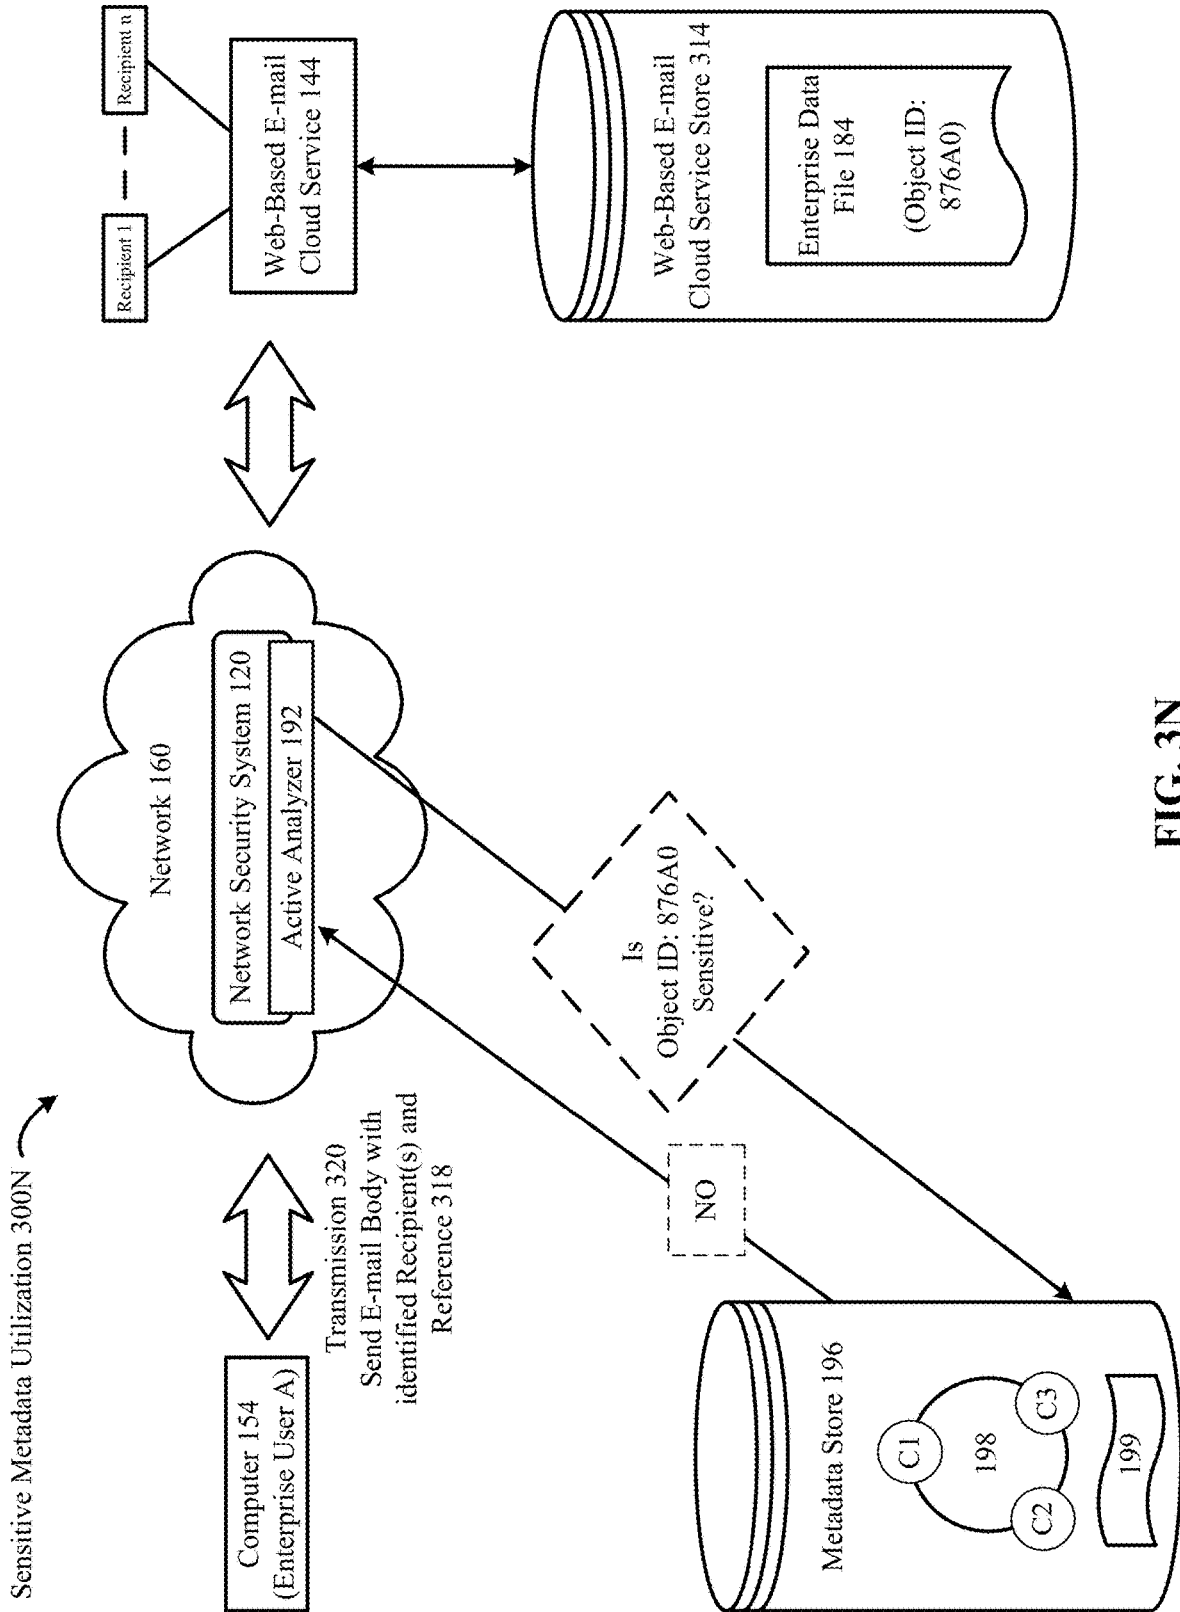 Sensitive Metadata Utilization 300N
Computer 154
(Enterprise User A)
Transmission 320
Send E-mail Body with
identified Recipient(s) and
Reference 318
Network 160
Network Security System 120
Active Analyzer 192
Recipient 1
Recipient n
Web-Based E-mail
Cloud Service 144
Web-Based E-mail
Cloud Service Store 314
Enterprise Data
File 184
(Object ID:
876A0)
Is
Object ID: 876A0
Sensitive?
NO
Metadata Store 196
C1
198
C2
C3
199
FIG. 3N